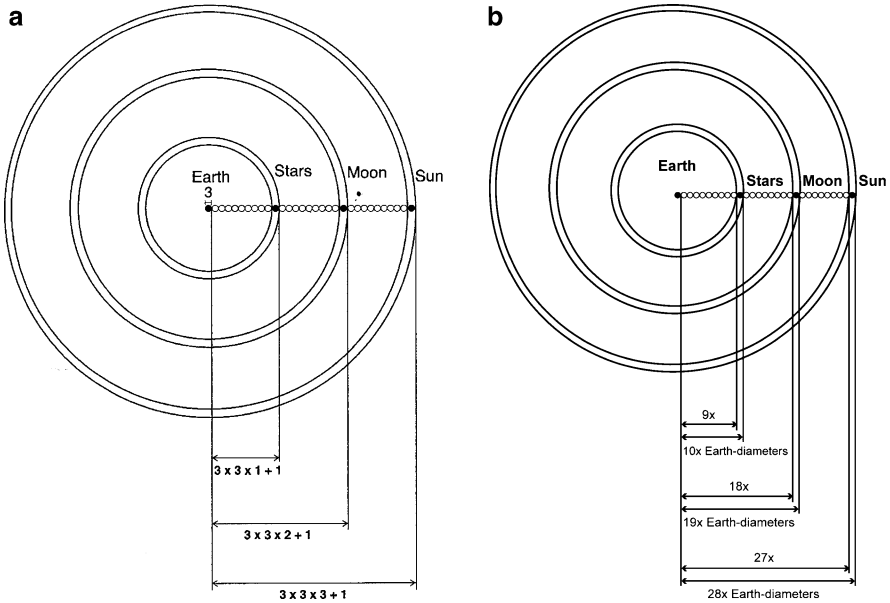 a
Earth
3
Stars
Moon
Sun
3 x 3 x 1 + 1
3 x 3 x 2 + 1
3 x 3 x 3 + 1
b
Earth
Stars
Moon
Sun
9x
10x Earth-diameters
18x
19x Earth-diameters
27x
28x Earth-diameters